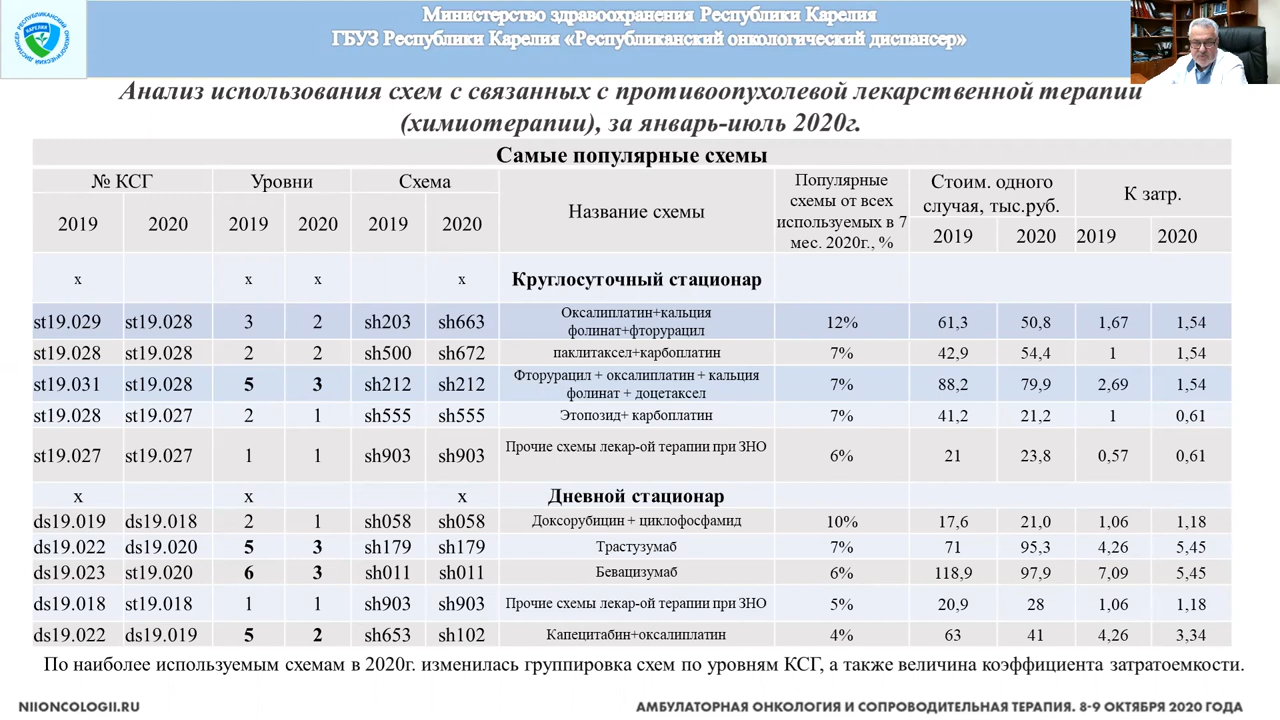 Министерство здравоохранения Республики Карелия
ГБУЗ Республики Карелия «Республиканский онкологический диспансер»
РЕСПУБЛИКАНСКИЙ ОНКОЛОГИЧЕСКИЙ ДИСПАНСЕР
КАРЕЛИЯ
Анализ использования схем с связанных с противоопухолевой лекарственной терапии
(химиотерапии), за январь-июль 2020г.
Самые популярные схемы
№ КСГ Уровни Схема Название схемы Популярные схемы от всех используемых в 7 мес. 2020г., % Стоим. одного случая, тыс.руб. К затр.
2019 2020 2019 2020 2019 2020 2019 2020 2019 2020
х х х х Круглосуточный стационар
st19.029 st19.028 3 2 sh203 sh663 Оксалиплатин+кальция фолинат+фторурацил 12% 61,3 50,8 1,67 1,54
st19.028 st19.028 2 2 sh500 sh672 паклитаксел+карбоплатин 7% 42,9 54,4 1 1,54
st19.031 st19.028 5 3 sh212 sh212 Фторурацил + оксалиплатин + кальция фолинат + доцетаксел 7% 88,2 79,9 2,69 1,54
st19.028 st19.027 2 1 sh555 sh555 Этопозид+ карбоплатин 7% 41,2 21,2 1 0,61
st19.027 st19.027 1 1 sh903 sh903 Прочие схемы лекар-ой терапии при ЗНО 6% 21 23,8 0,57 0,61
х х х Дневной стационар
ds19.019 ds19.018 2 1 sh058 sh058 Доксорубицин + циклофосфамид 10% 17,6 21,0 1,06 1,18
ds19.022 ds19.020 5 3 sh179 sh179 Трастузумаб 7% 71 95,3 4,26 5,45
ds19.023 st19.020 6 3 sh011 sh011 Бевацизумаб 6% 118,9 97,9 7,09 5,45
ds19.018 st19.018 1 1 sh903 sh903 Прочие схемы лекар-ой терапии при ЗНО 5% 20,9 28 1,06 1,18
ds19.022 ds19.019 5 2 sh653 sh102 Капецитабин+оксалиплатин 4% 63 41 4,26 3,34
По наиболее используемым схемам в 2020г. изменилась группировка схем по уровням КСГ, а также величина коэффициента затратоемкости.
NIIONCOLOGII.RU АМБУЛАТОРНАЯ ОНКОЛОГИЯ И СОПРОВОДИТЕЛЬНАЯ ТЕРАПИЯ. 8-9 ОКТЯБРЯ 2020 ГОДА